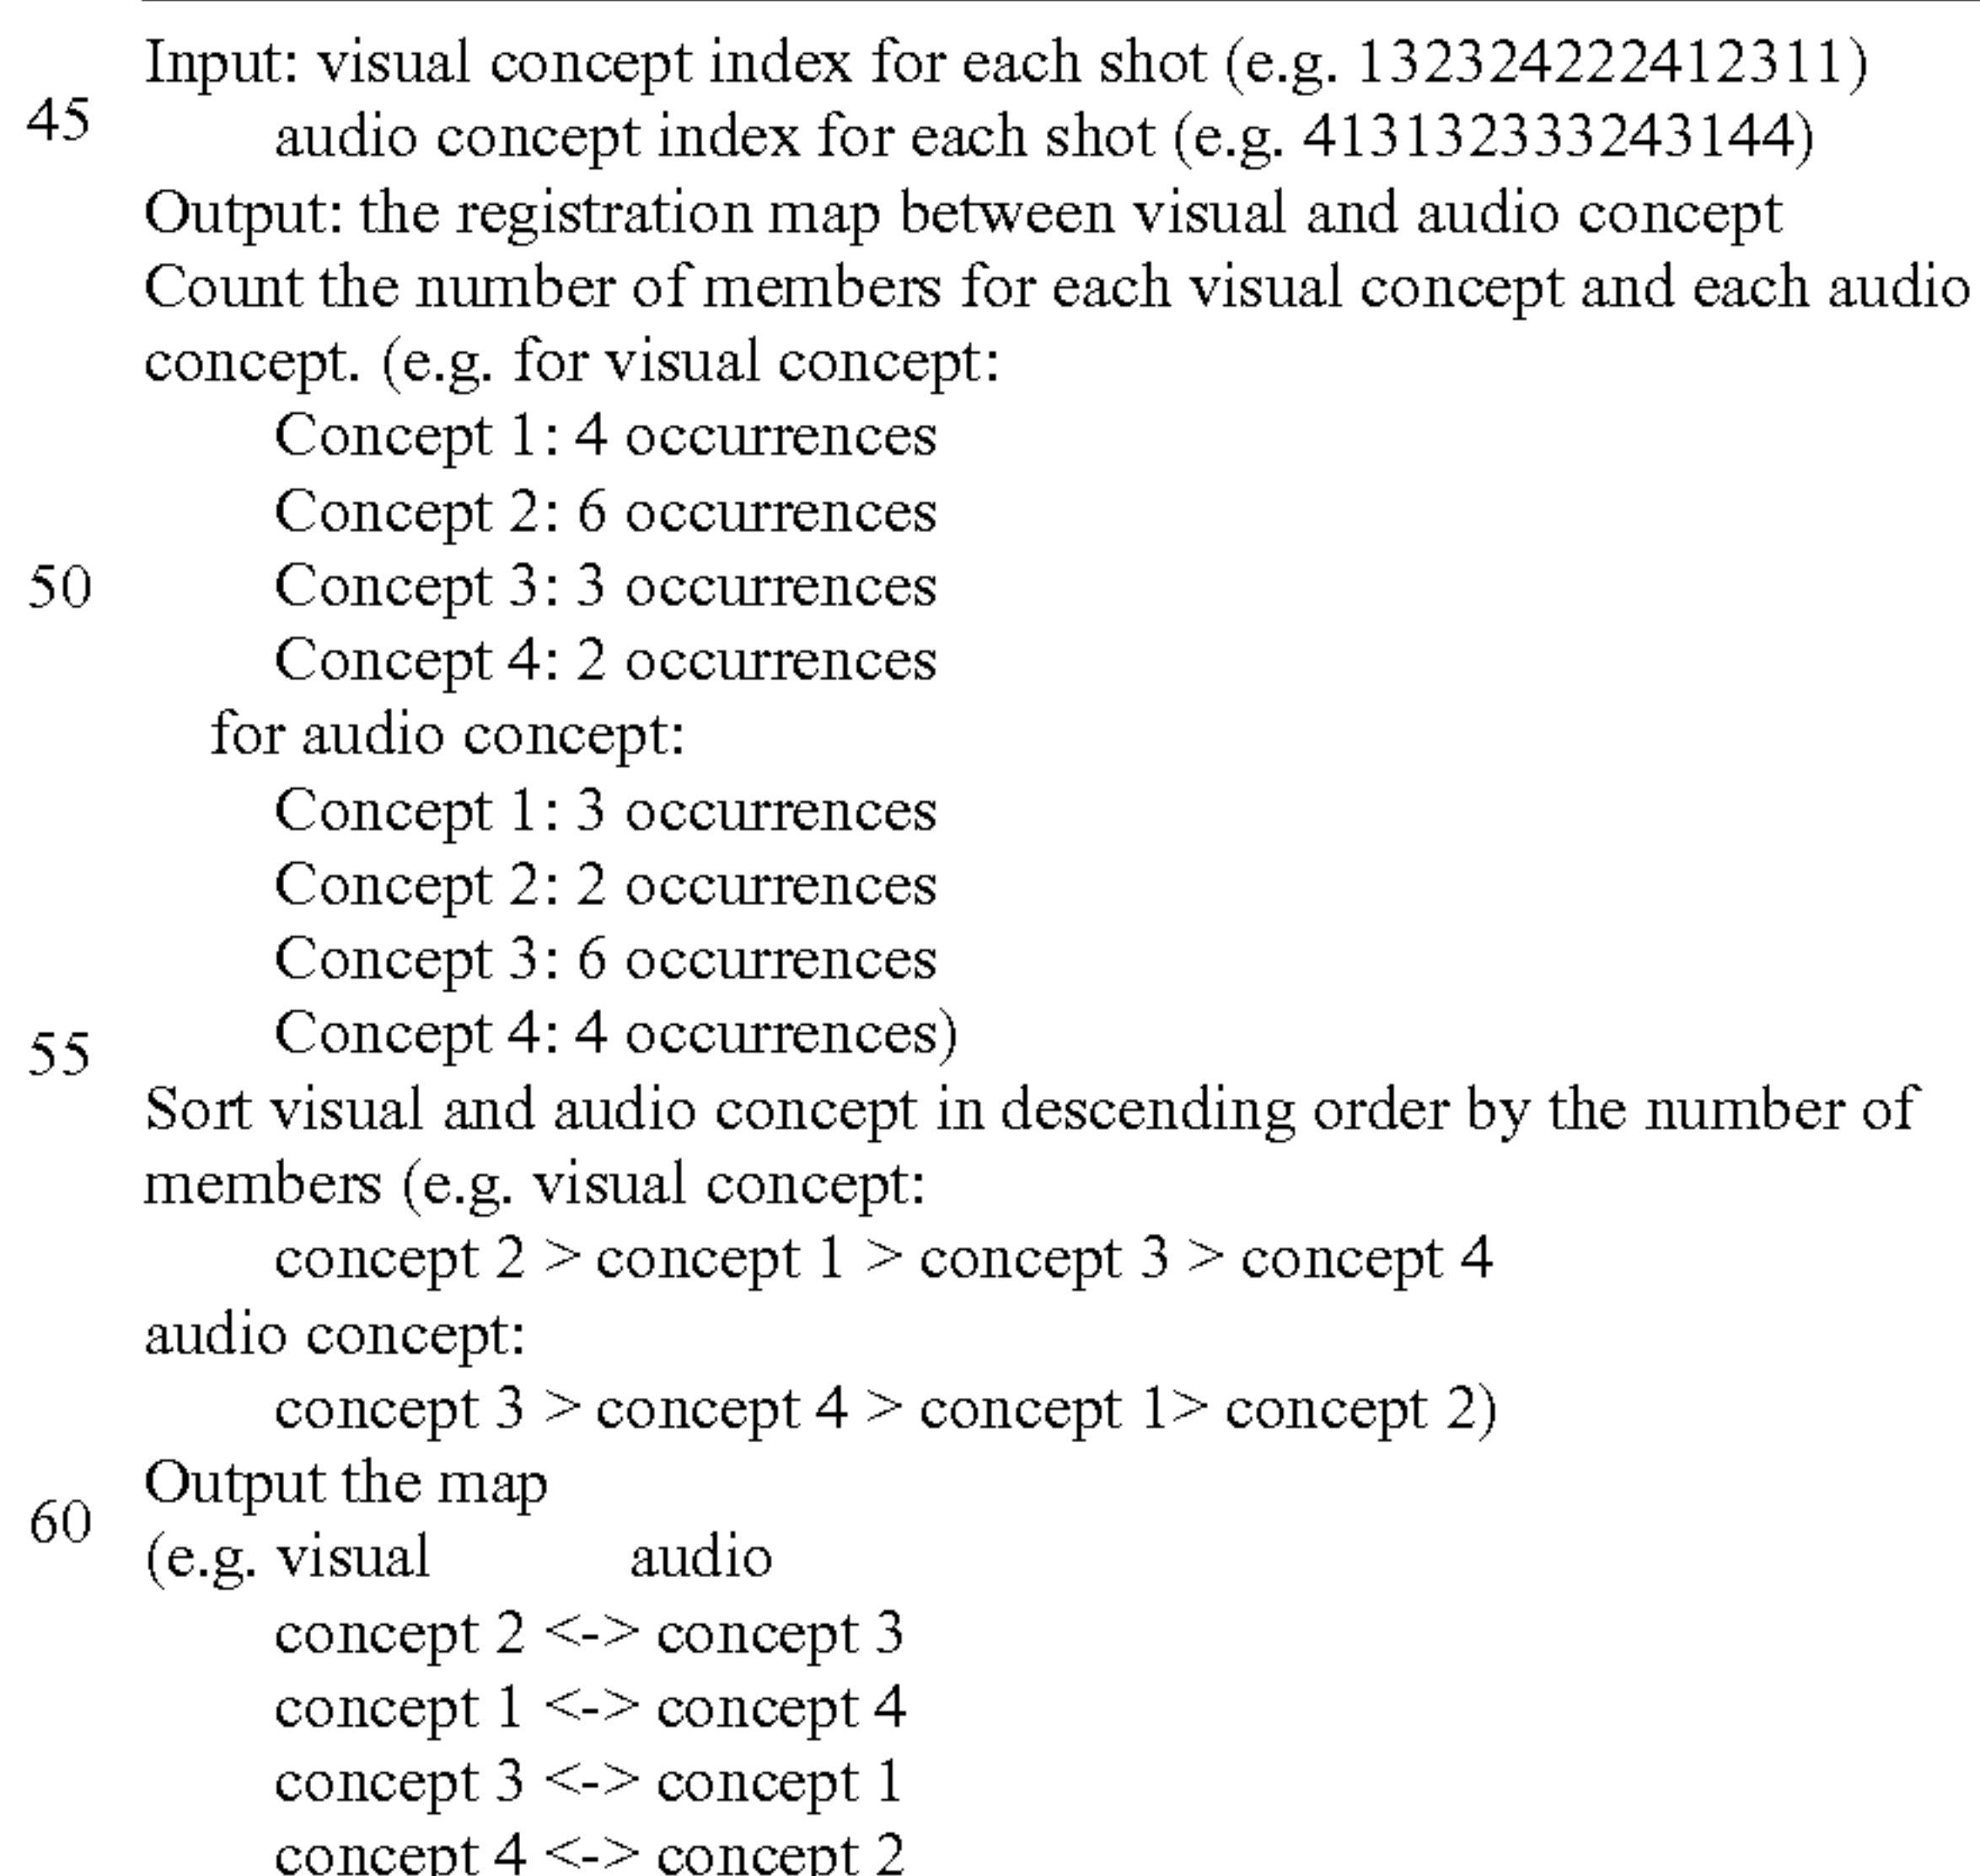 Input: visual concept index for each shot (e.g. 132324222412311)
45
audio concept index for each shot (e.g. 413132333243144)
Output: the registration map between visual and audio concept
Count the number of members for each visual concept and each audio
concept. (e.g. for visual concept:
Concept 1: 4 occurrences
Concept 2: 6 occurrences
50
Concept 3: 3 occurrences
Concept 4: 2 occurrences
for audio concept:
Concept 1: 3 occurrences
Concept 2: 2 occurrences
Concept 3: 6 occurrences
55
Concept 4: 4 occurrences)
Sort visual and audio concept in descending order by the number of
members (e.g. visual concept:
concept 2 > concept 1 > concept 3 > concept 4
audio concept:
concept 3 > concept 4 > concept 1> concept 2)
Output the map
60
(e.g. visual audio
concept 2 <-> concept 3
concept 1 <-> concept 4
concept 3 <-> concept 1
concept 4 <-> concept 2